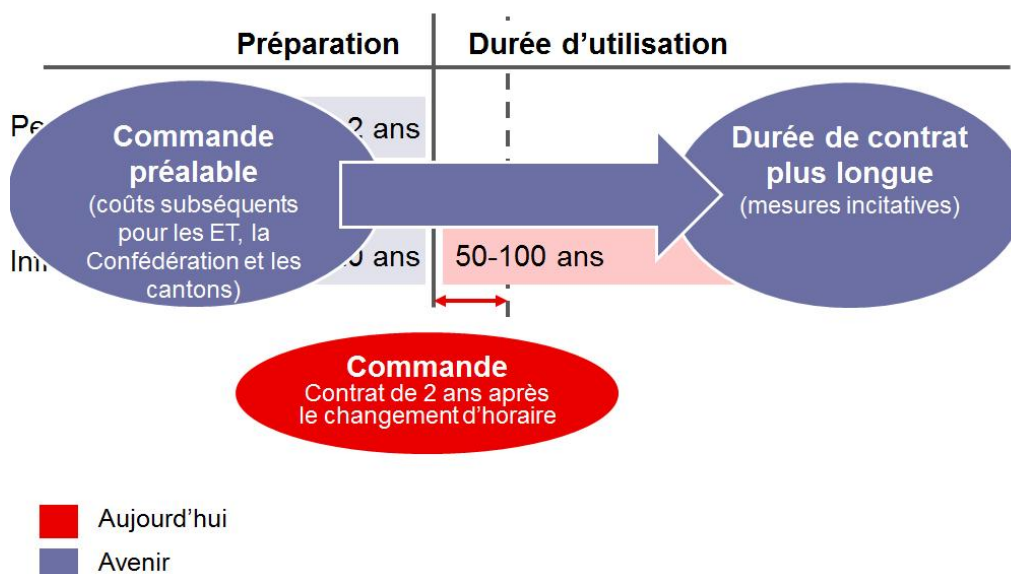 Préparation
Durée d’utilisation
2 ans
Commande
préalable
(coûts subséquents
pour les ET, la
Confédération et les
cantons)
ans
50-100 ans
Durée de contrat
plus longue
(mesures incitatives)
Commande
Contrat de 2 ans après
le changement d’horaire
Aujourd’hui
Avenir